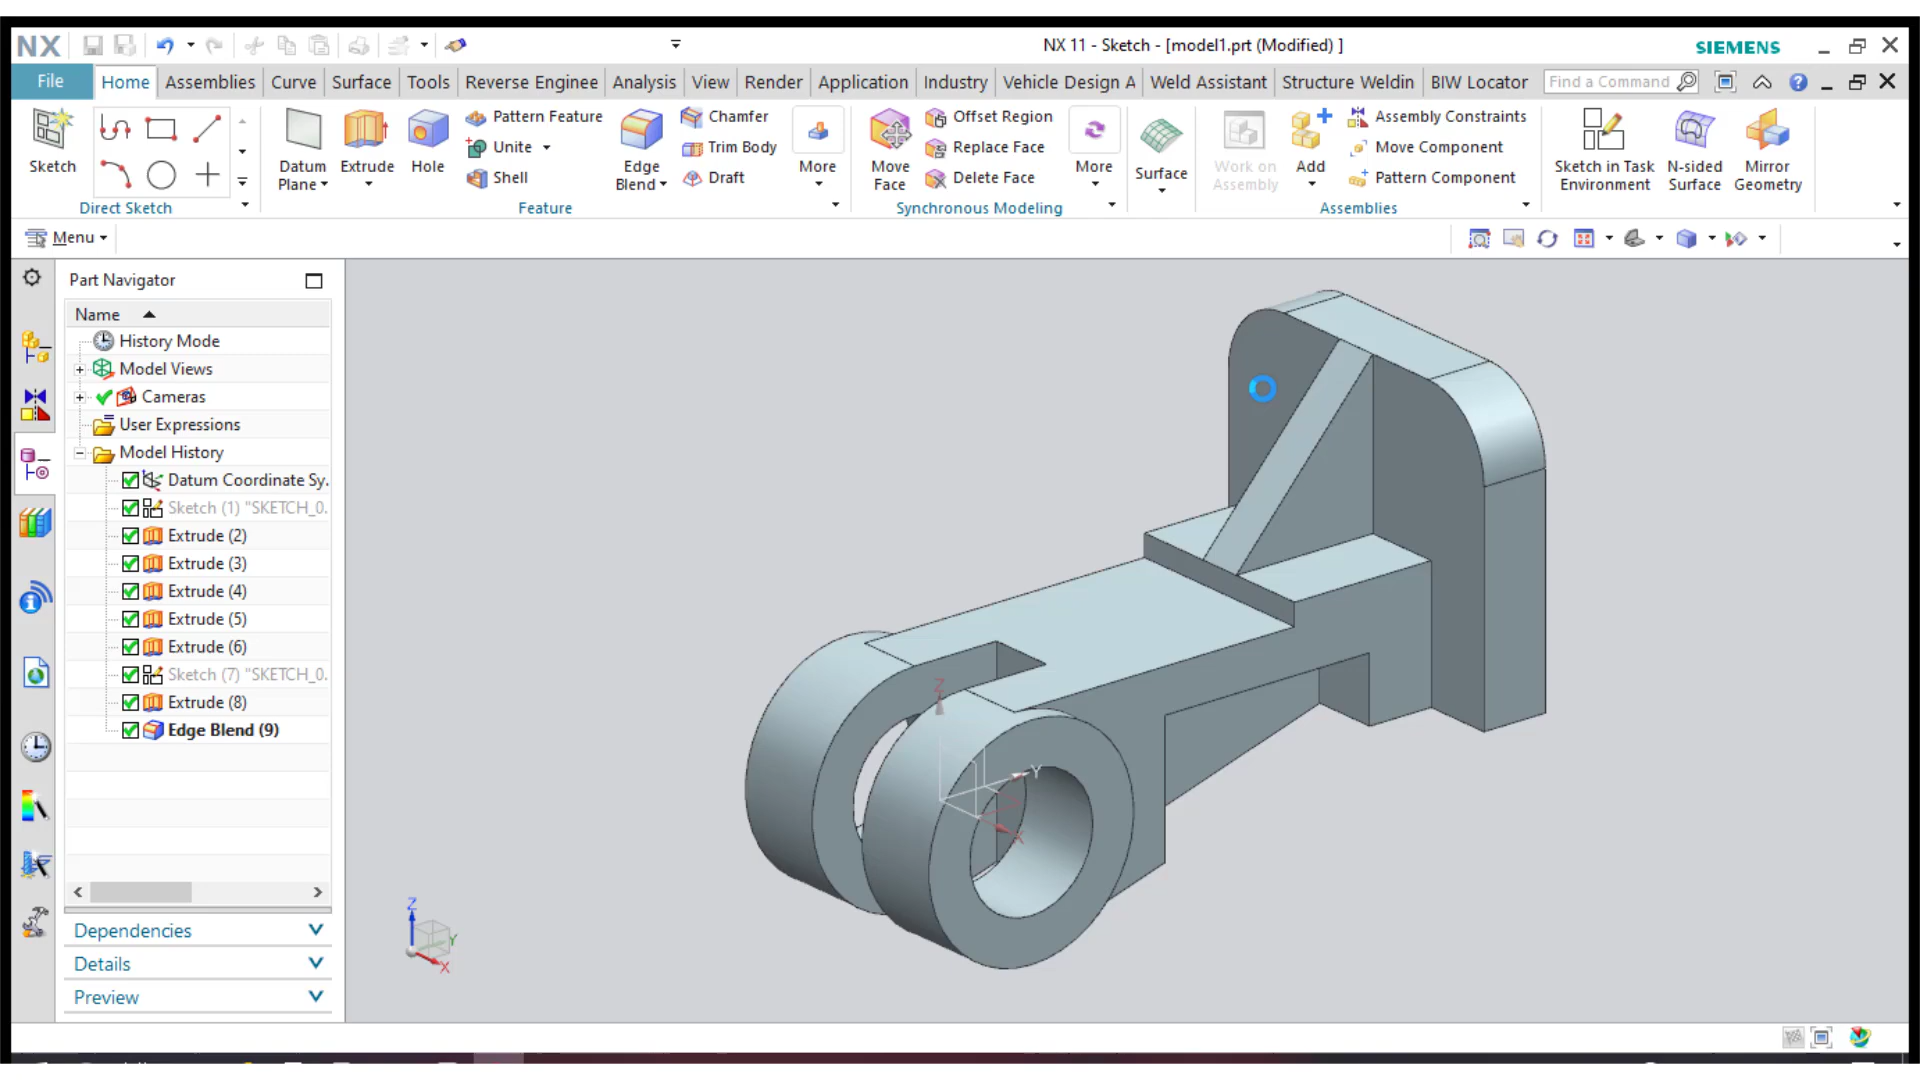 NX
NX 11 - Sketch - [model1.prt (Modified) ]
SIEMENS
File Home Assemblies Curve Surface Tools Reverse Enginee Analysis View Render Application Industry Vehicle Design A Weld Assistant Structure Weldin BIW Locator Find a Command
Sketch
Direct Sketch
Datum Plane
Extrude
Hole
Pattern Feature
Unite
Shell
Edge Blend
Chamfer
Trim Body
Draft
More
Feature
Move Face
Offset Region
Replace Face
Delete Face
More
Synchronous Modeling
Surface
Work on Assembly
Add
Assembly Constraints
Move Component
Pattern Component
Assemblies
Sketch in Task Environment
N-sided Surface
Mirror Geometry
Menu
Part Navigator
Name
History Mode
Model Views
Cameras
User Expressions
Model History
Datum Coordinate Sy.
Sketch (1) "SKETCH_0.
Extrude (2)
Extrude (3)
Extrude (4)
Extrude (5)
Extrude (6)
Sketch (7) "SKETCH_0.
Extrude (8)
Edge Blend (9)
Dependencies
Details
Preview
Z
Y
X
Z
Y
X